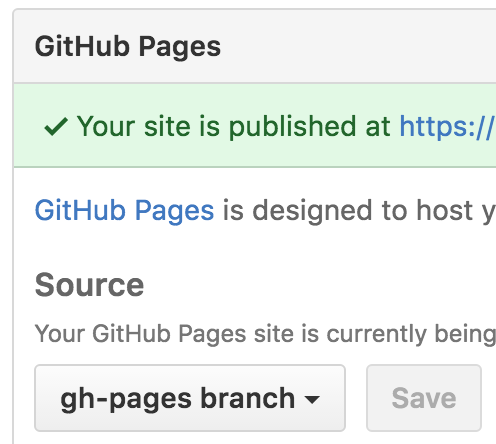 GitHub Pages
✓ Your site is published at https://
GitHub Pages is designed to host y
Source
Your GitHub Pages site is currently being
gh-pages branch
Save